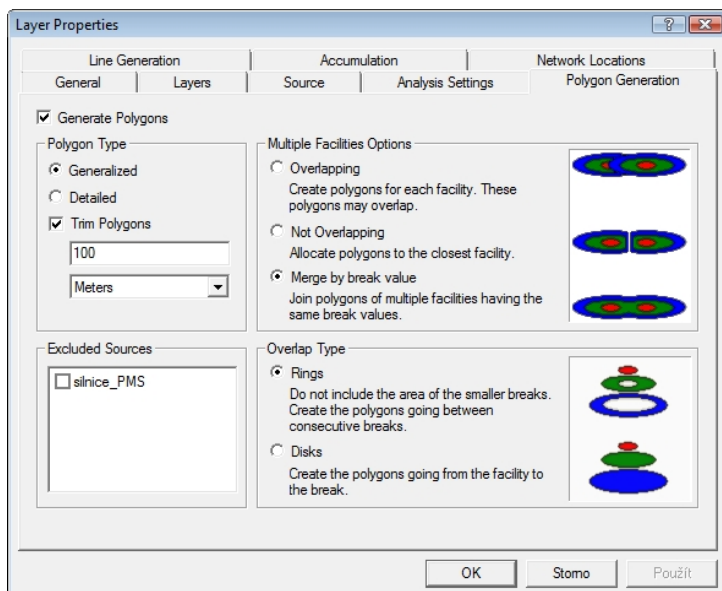 Layer Properties
Line Generation
Accumulation
Network Locations
General
Layers
Source
Analysis Settings
Polygon Generation
Generate Polygons
Polygon Type
Generalized
Detailed
Trim Polygons
100
Meters
Multiple Facilities Options
Overlapping
Create polygons for each facility. These
polygons may overlap.
Not Overlapping
Allocate polygons to the closest facility.
Merge by break value
Join polygons of multiple facilities having the
same break values.
Excluded Sources
silnice_PMS
Overlap Type
Rings
Do not include the area of the smaller breaks.
Create the polygons going between
consecutive breaks.
Disks
Create the polygons going from the facility to
the break.
OK
Storno
Použít